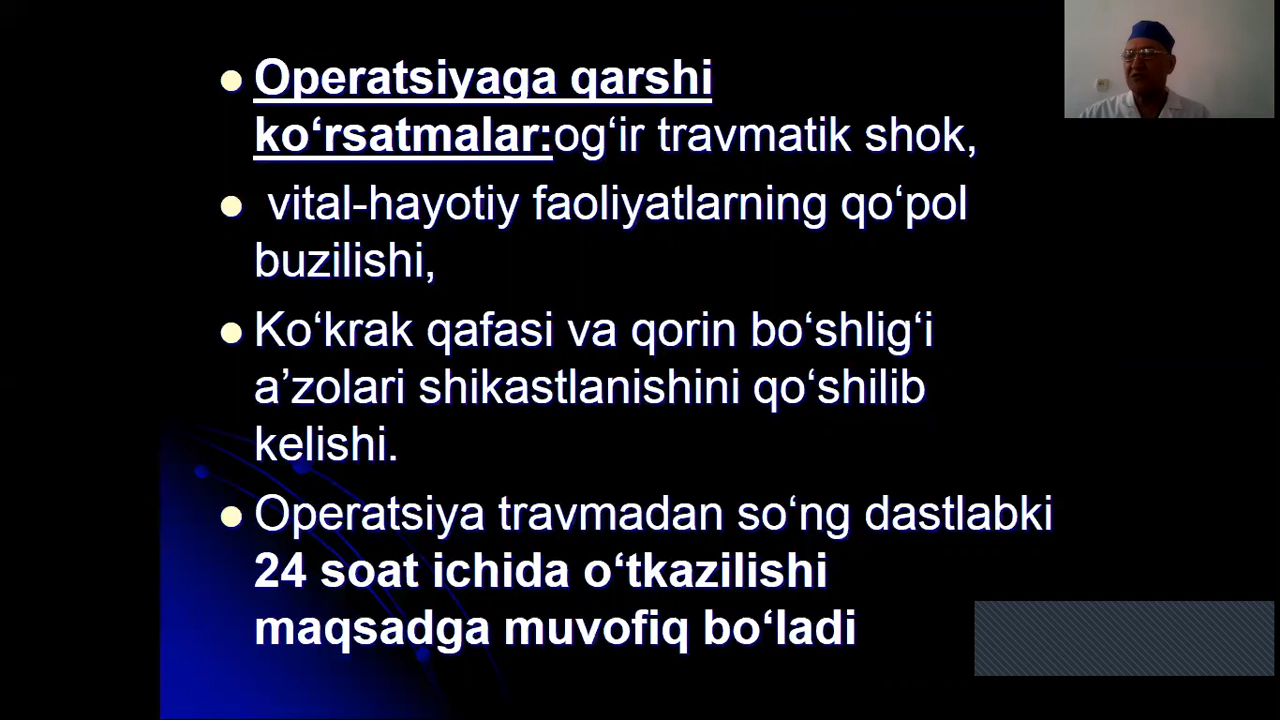 Operatsiyaga qarshi
ko‘rsatmalar:og‘ir travmatik shok,
vital-hayotiy faoliyatlarning qo‘pol
buzilishi,
Ko‘krak qafasi va qorin bo‘shlig‘i
a’zolari shikastlanishini qo‘shilib
kelishi.
Operatsiya travmadan so‘ng dastlabki
24 soat ichida o‘tkazilishi
maqsadga muvofiq bo‘ladi